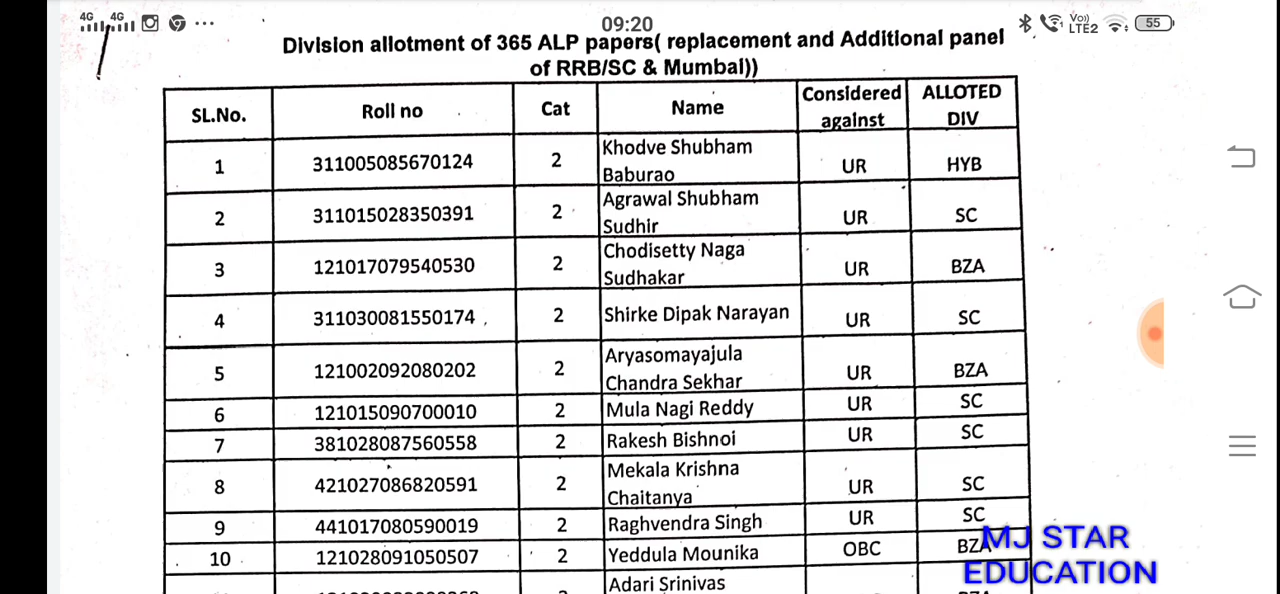 4G 4G 09:20 Vo)) LTE2 55
Division allotment of 365 ALP papers( replacement and Additional panel
of RRB/SC & Mumbai))
SL.No. Roll no Cat Name Considered against ALLOTED DIV
1 311005085670124 2 Khodve Shubham Baburao UR HYB
2 311015028350391 2 Agrawal Shubham Sudhir UR SC
3 121017079540530 2 Chodisetty Naga Sudhakar UR BZA
4 311030081550174 2 Shirke Dipak Narayan UR SC
5 121002092080202 2 Aryasomayajula Chandra Sekhar UR BZA
6 121015090700010 2 Mula Nagi Reddy UR SC
7 381028087560558 2 Rakesh Bishnoi UR SC
8 421027086820591 2 Mekala Krishna Chaitanya UR SC
9 441017080590019 2 Raghvendra Singh UR SC
10 121028091050507 2 Yeddula Mounika OBC BZA
Adari Srinivas
MJ STAR
EDUCATION